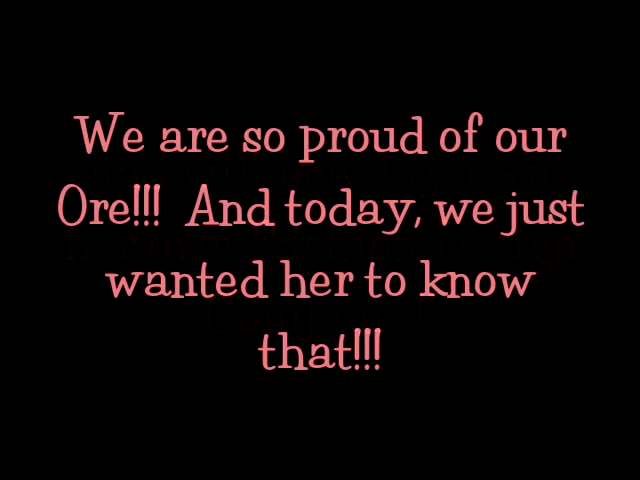 We are so proud of our
Ore!!! And today, we just
wanted her to know
that!!!